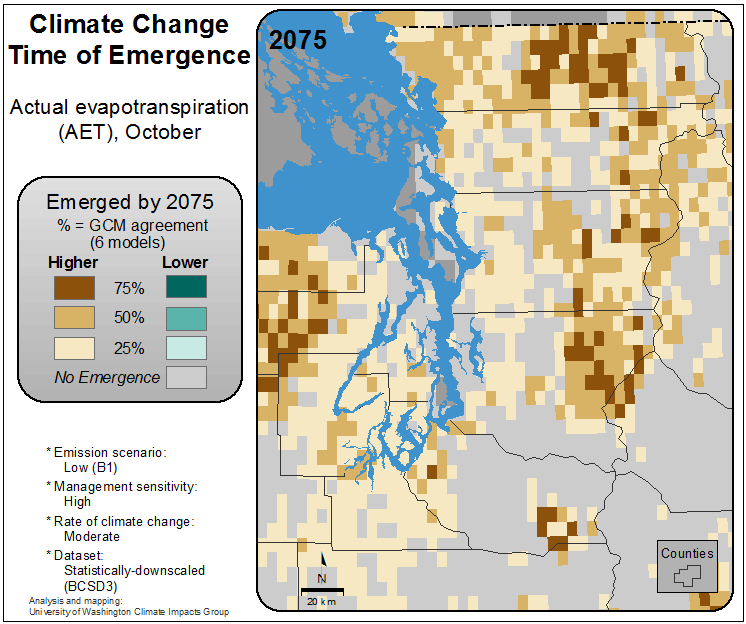 Climate Change
Time of Emergence
Actual evapotranspiration
(AET), October
Emerged by 2075
% = GCM agreement
(6 models)
Higher Lower
75%
50%
25%
No Emergence
* Emission scenario:
Low (B1)
* Management sensitivity:
High
* Rate of climate change:
Moderate
* Dataset:
Statistically-downscaled
(BCSD3)
Analysis and mapping:
University of Washington Climate Impacts Group
2075
N
20 km
Counties